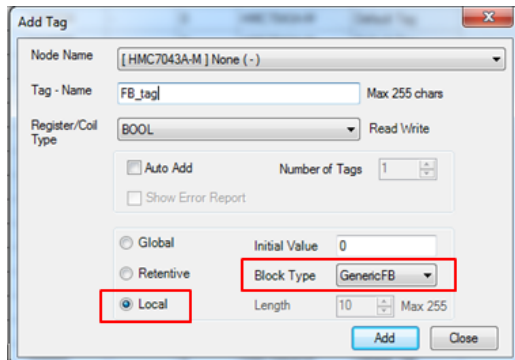 Add Tag
Node Name [ HMC7043A-M ] None ( - )
Tag - Name FB_tag Max 255 chars
Register/Coil Type BOOL Read Write
Auto Add Number of Tags 1
Show Error Report
Global Initial Value 0
Retentive Block Type GenericFB
Local Length 10 Max 255
Add Close